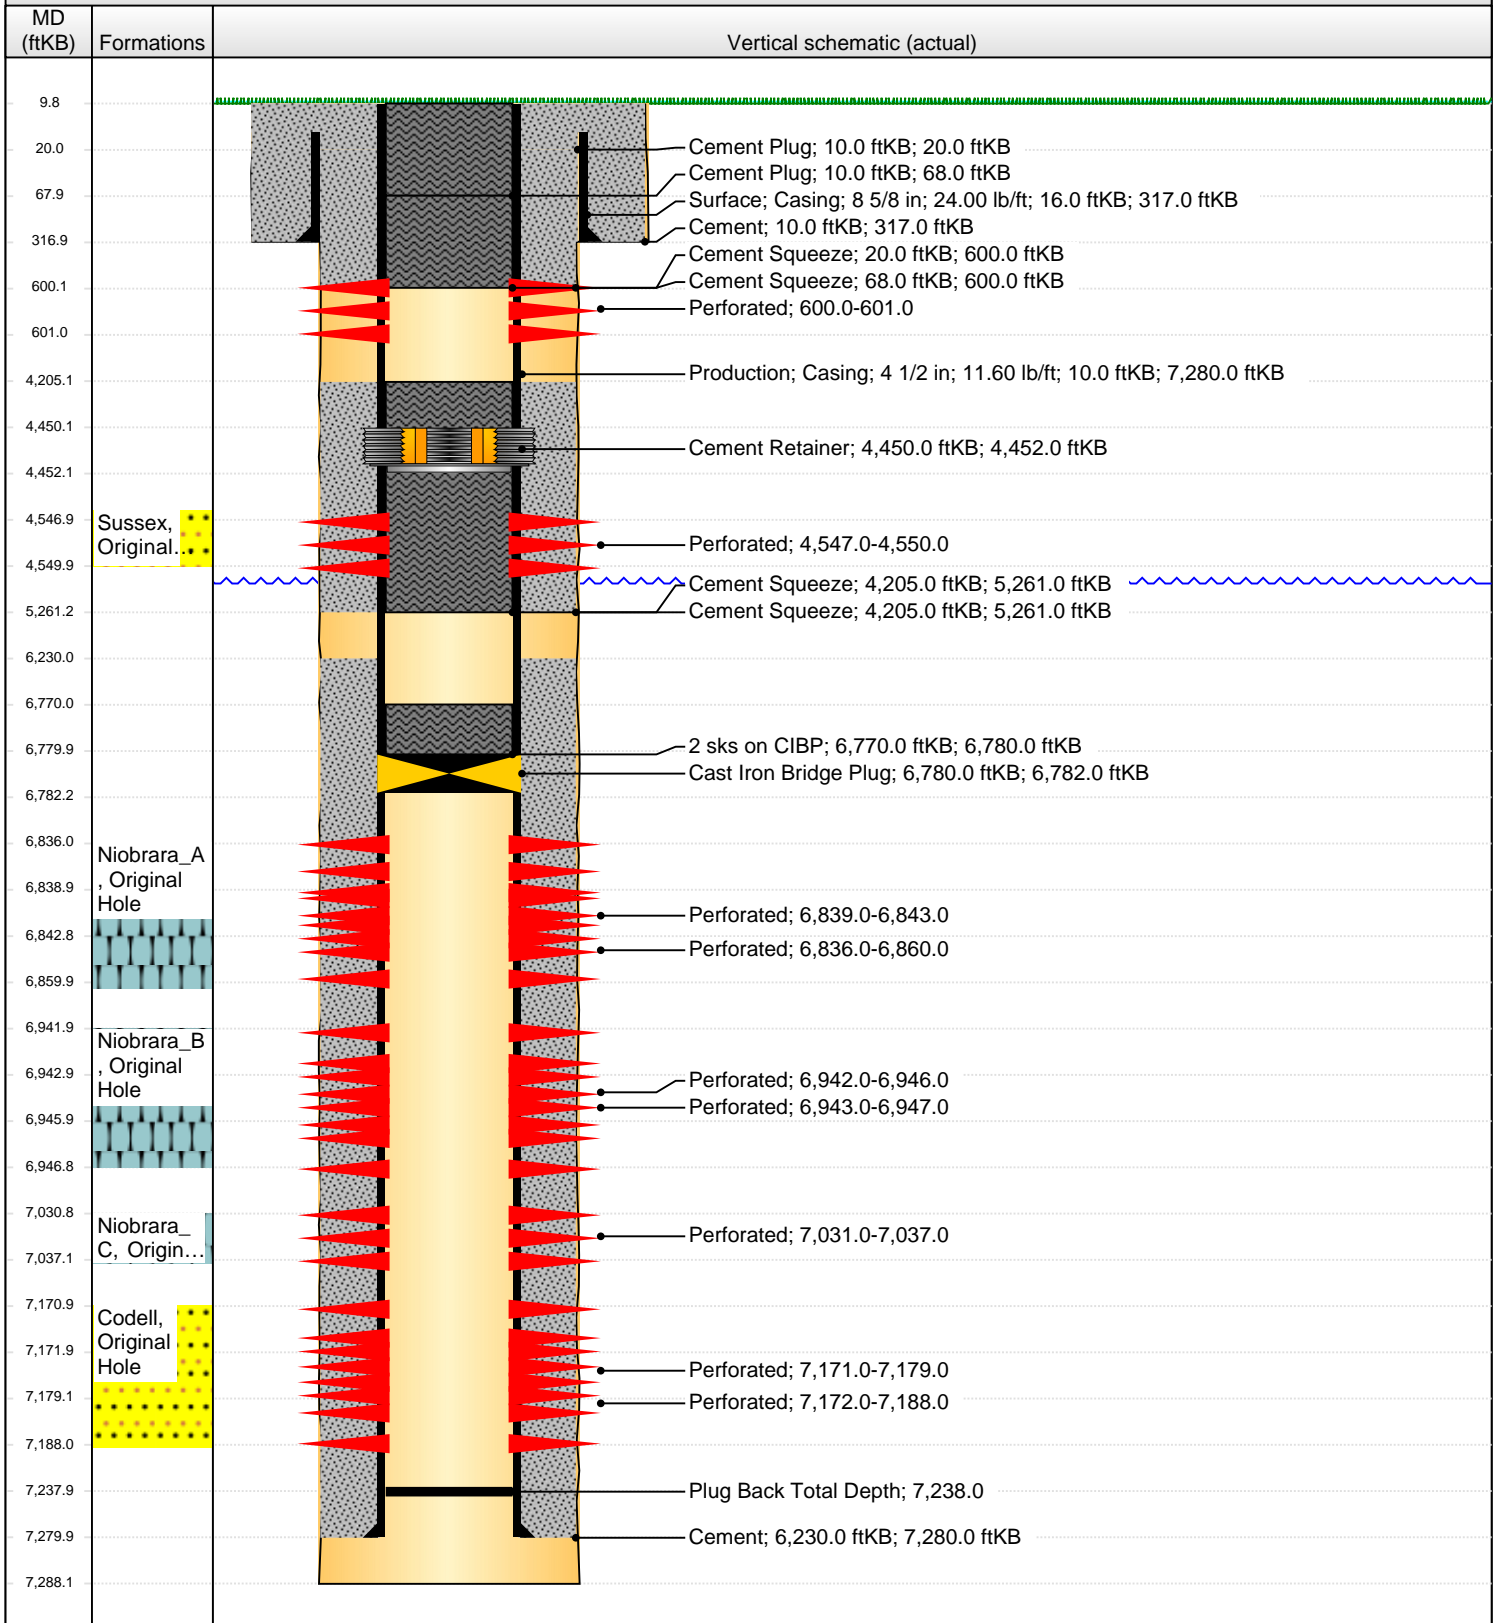 MD
(ftKB)
Formations
Vertical schematic (actual)
9.8
20.0
67.9
316.9
600.1
601.0
4,205.1
4,450.1
4,452.1
4,546.9
4,549.9
5,261.2
6,230.0
6,770.0
6,779.9
6,782.2
6,836.0
6,838.9
6,842.8
6,859.9
6,941.9
6,942.9
6,945.9
6,946.8
7,030.8
7,037.1
7,170.9
7,171.9
7,179.1
7,188.0
7,237.9
7,279.9
7,288.1
Sussex,
Original...
Niobrara_A
, Original
Hole
Niobrara_B
, Original
Hole
Niobrara_
C, Origin...
Codell,
Original
Hole
Cement Plug; 10.0 ftKB; 20.0 ftKB
Cement Plug; 10.0 ftKB; 68.0 ftKB
Surface; Casing; 8 5/8 in; 24.00 lb/ft; 16.0 ftKB; 317.0 ftKB
Cement; 10.0 ftKB; 317.0 ftKB
Cement Squeeze; 20.0 ftKB; 600.0 ftKB
Cement Squeeze; 68.0 ftKB; 600.0 ftKB
Perforated; 600.0-601.0
Production; Casing; 4 1/2 in; 11.60 lb/ft; 10.0 ftKB; 7,280.0 ftKB
Cement Retainer; 4,450.0 ftKB; 4,452.0 ftKB
Perforated; 4,547.0-4,550.0
Cement Squeeze; 4,205.0 ftKB; 5,261.0 ftKB
Cement Squeeze; 4,205.0 ftKB; 5,261.0 ftKB
2 sks on CIBP; 6,770.0 ftKB; 6,780.0 ftKB
Cast Iron Bridge Plug; 6,780.0 ftKB; 6,782.0 ftKB
Perforated; 6,839.0-6,843.0
Perforated; 6,836.0-6,860.0
Perforated; 6,942.0-6,946.0
Perforated; 6,943.0-6,947.0
Perforated; 7,031.0-7,037.0
Perforated; 7,171.0-7,179.0
Perforated; 7,172.0-7,188.0
Plug Back Total Depth; 7,238.0
Cement; 6,230.0 ftKB; 7,280.0 ftKB